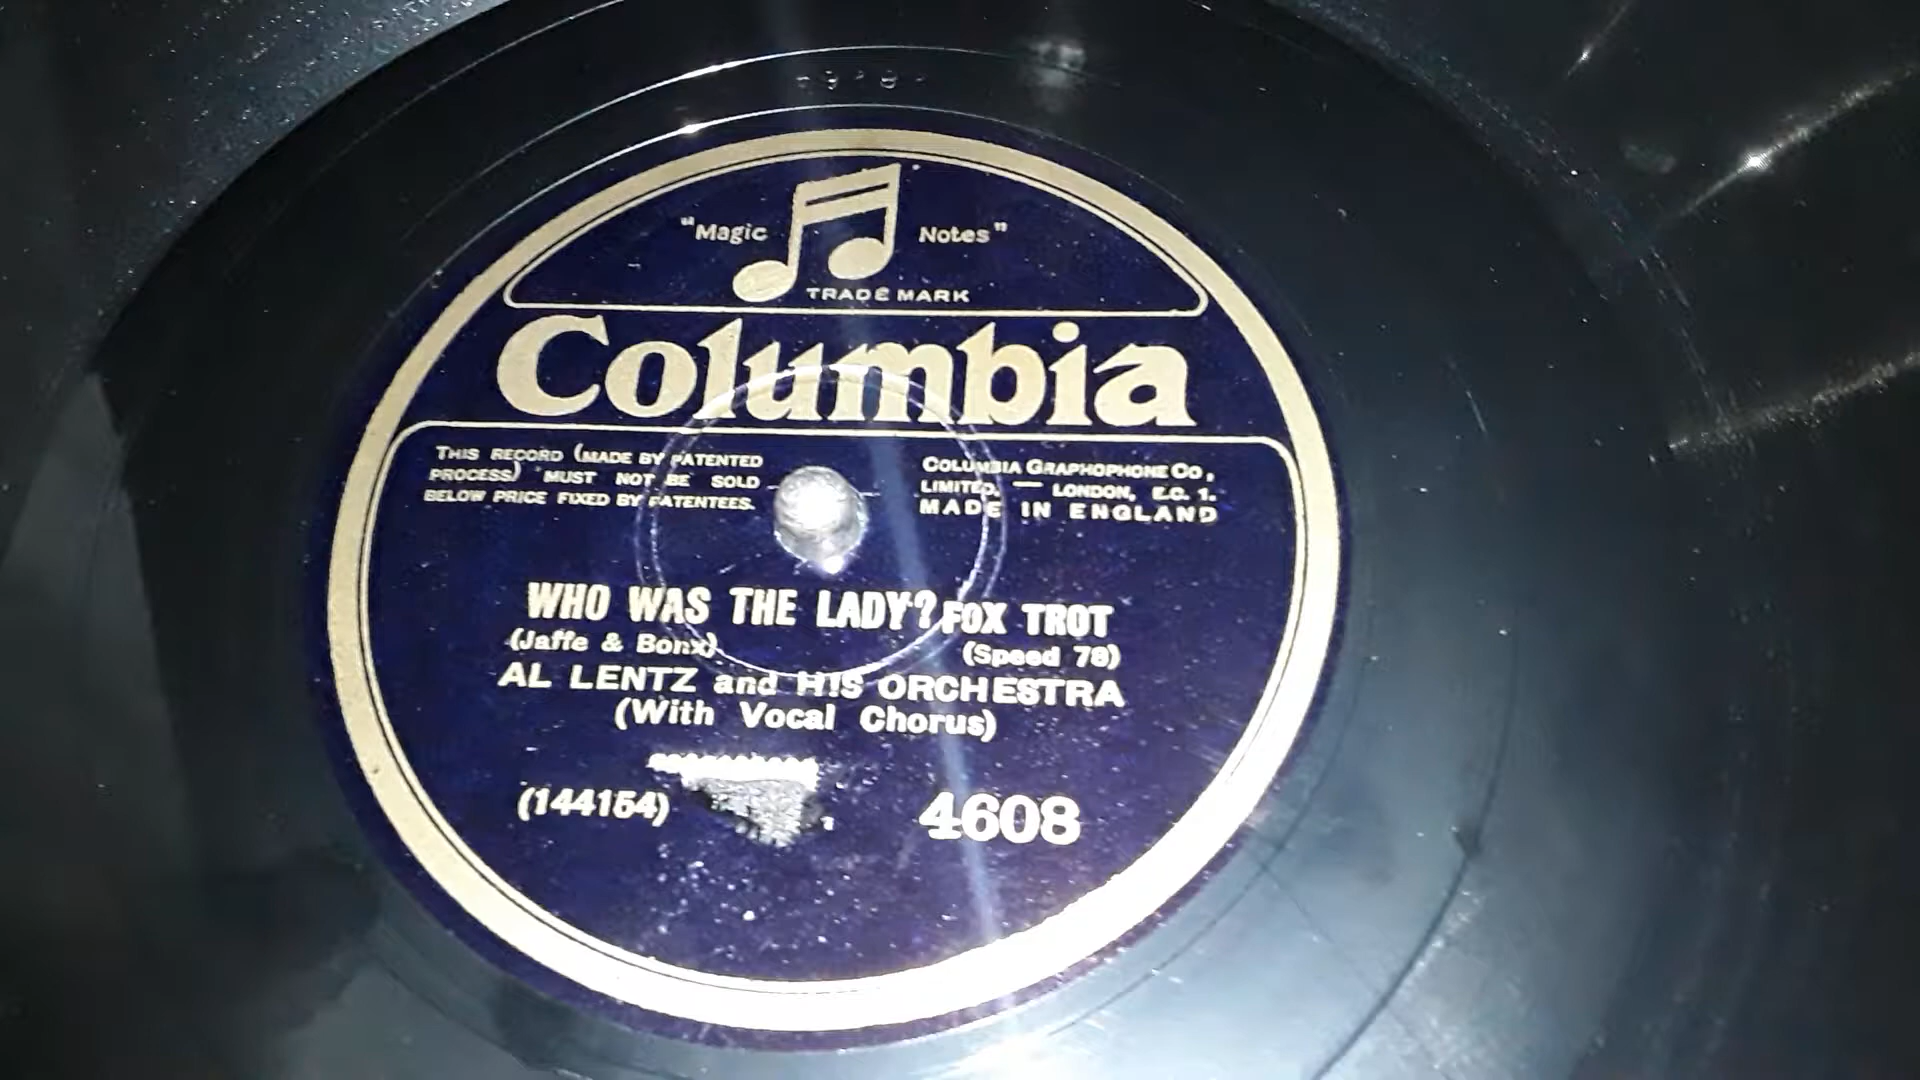 "Magic Notes"
TRADE MARK
Columbia
THIS RECORD (MADE BY PATENTED
PROCESS) MUST NOT BE SOLD
BELOW PRICE FIXED BY PATENTEES.
COLUMBIA GRAPHOPHONE CO.,
LIMITED. — LONDON, E.C. 1.
MADE IN ENGLAND
WHO WAS THE LADY? FOX TROT
(Jaffe & Bonx) (Speed 78)
AL LENTZ and HIS ORCHESTRA
(With Vocal Chorus)
(144154) 4608